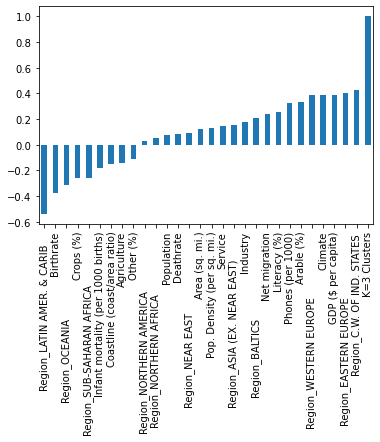 1.0
0.8
0.6
0.4
0.2
0.0
−0.2
−0.4
−0.6
Region_LATIN AMER. & CARIB
Birthrate
Region_OCEANIA
Crops (%)
Region_SUB-SAHARAN AFRICA
Infant mortality (per 1000 births)
Coastline (coast/area ratio)
Agriculture
Other (%)
Region_NORTHERN AMERICA
Region_NORTHERN AFRICA
Population
Deathrate
Region_NEAR EAST
Area (sq. mi.)
Pop. Density (per sq. mi.)
Service
Region_ASIA (EX. NEAR EAST)
Industry
Region_BALTICS
Net migration
Literacy (%)
Phones (per 1000)
Arable (%)
Region_WESTERN EUROPE
Climate
GDP ($ per capita)
Region_EASTERN EUROPE
Region_C.W. OF IND. STATES
K=3 Clusters